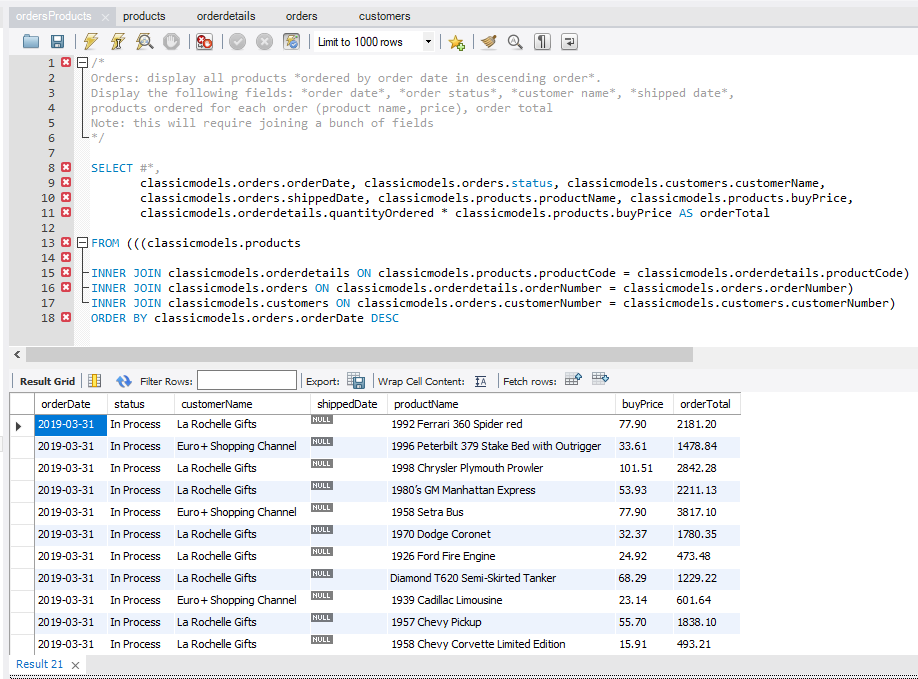 ordersProducts products orderdetails orders customers
Limit to 1000 rows
1 /*
2 Orders: display all products *ordered by order date in descending order*.
3 Display the following fields: *order date*, *order status*, *customer name*, *shipped date*,
4 products ordered for each order (product name, price), order total
5 Note: this will require joining a bunch of fields
6 */
7
8 SELECT #*,
9 classicmodels.orders.orderDate, classicmodels.orders.status, classicmodels.customers.customerName,
10 classicmodels.orders.shippedDate, classicmodels.products.productName, classicmodels.products.buyPrice,
11 classicmodels.orderdetails.quantityOrdered * classicmodels.products.buyPrice AS orderTotal
12
13 FROM (((classicmodels.products
14
15 INNER JOIN classicmodels.orderdetails ON classicmodels.products.productCode = classicmodels.orderdetails.productCode)
16 INNER JOIN classicmodels.orders ON classicmodels.orderdetails.orderNumber = classicmodels.orders.orderNumber)
17 INNER JOIN classicmodels.customers ON classicmodels.orders.customerNumber = classicmodels.customers.customerNumber)
18 ORDER BY classicmodels.orders.orderDate DESC
Result Grid Filter Rows: Export: Wrap Cell Content: Fetch rows:
orderDate status customerName shippedDate productName buyPrice orderTotal
2019-03-31 In Process La Rochelle Gifts NULL 1992 Ferrari 360 Spider red 77.90 2181.20
2019-03-31 In Process Euro+ Shopping Channel NULL 1996 Peterbilt 379 Stake Bed with Outrigger 33.61 1478.84
2019-03-31 In Process La Rochelle Gifts NULL 1998 Chrysler Plymouth Prowler 101.51 2842.28
2019-03-31 In Process La Rochelle Gifts NULL 1980's GM Manhattan Express 53.93 2211.13
2019-03-31 In Process Euro+ Shopping Channel NULL 1958 Setra Bus 77.90 3817.10
2019-03-31 In Process La Rochelle Gifts NULL 1970 Dodge Coronet 32.37 1780.35
2019-03-31 In Process La Rochelle Gifts NULL 1926 Ford Fire Engine 24.92 473.48
2019-03-31 In Process La Rochelle Gifts NULL Diamond T620 Semi-Skirted Tanker 68.29 1229.22
2019-03-31 In Process Euro+ Shopping Channel NULL 1939 Cadillac Limousine 23.14 601.64
2019-03-31 In Process La Rochelle Gifts NULL 1957 Chevy Pickup 55.70 1838.10
2019-03-31 In Process La Rochelle Gifts NULL 1958 Chevy Corvette Limited Edition 15.91 493.21
Result 21